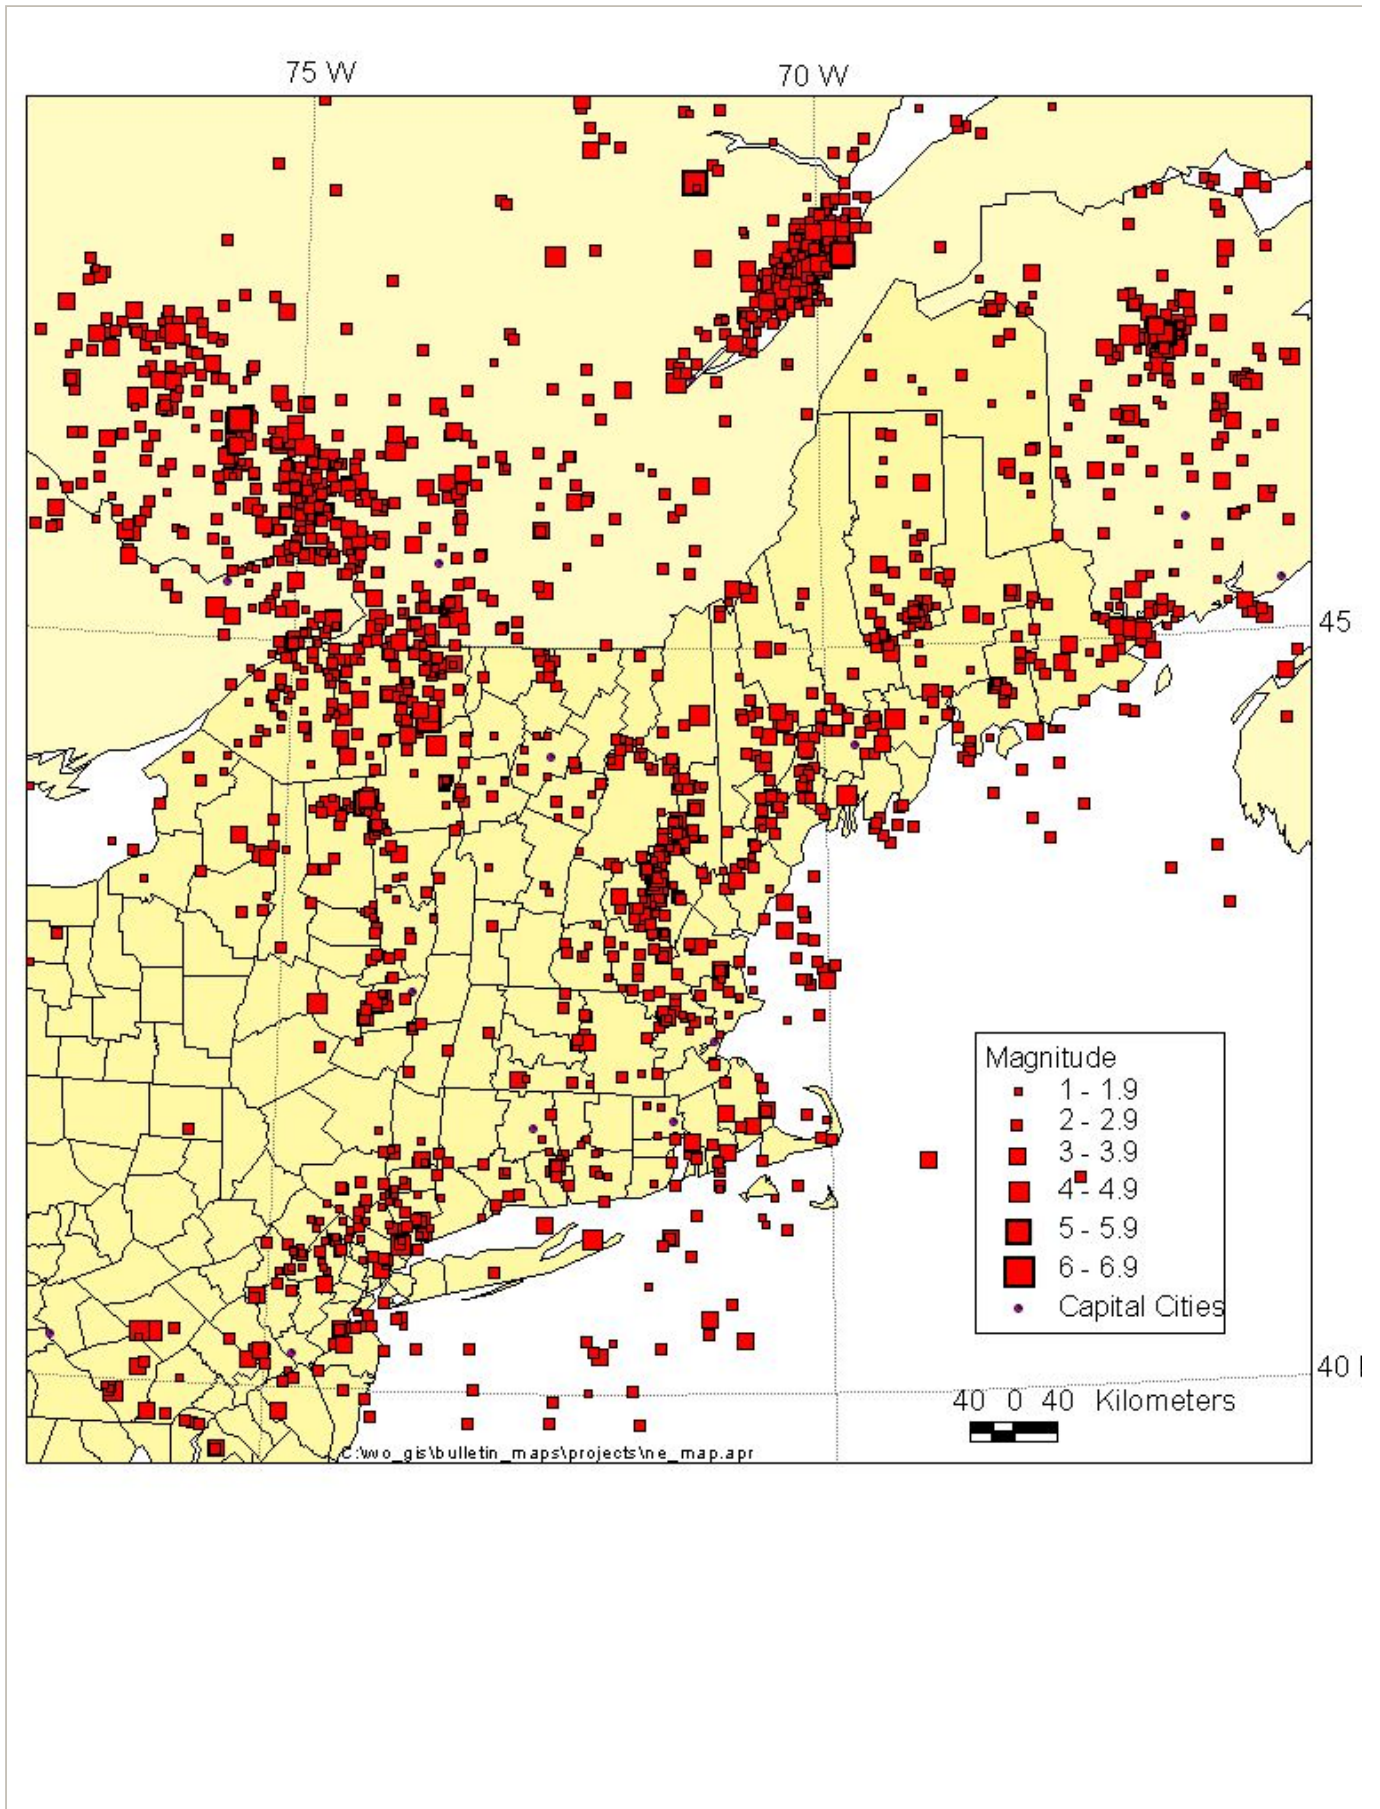 75 W
70 W
45
Magnitude
1 - 1.9
2 - 2.9
3 - 3.9
4 - 4.9
5 - 5.9
6 - 6.9
Capital Cities
40
40 0 40 Kilometers
C:\wo_gis\bulletin_maps\projects\ne_map.apr